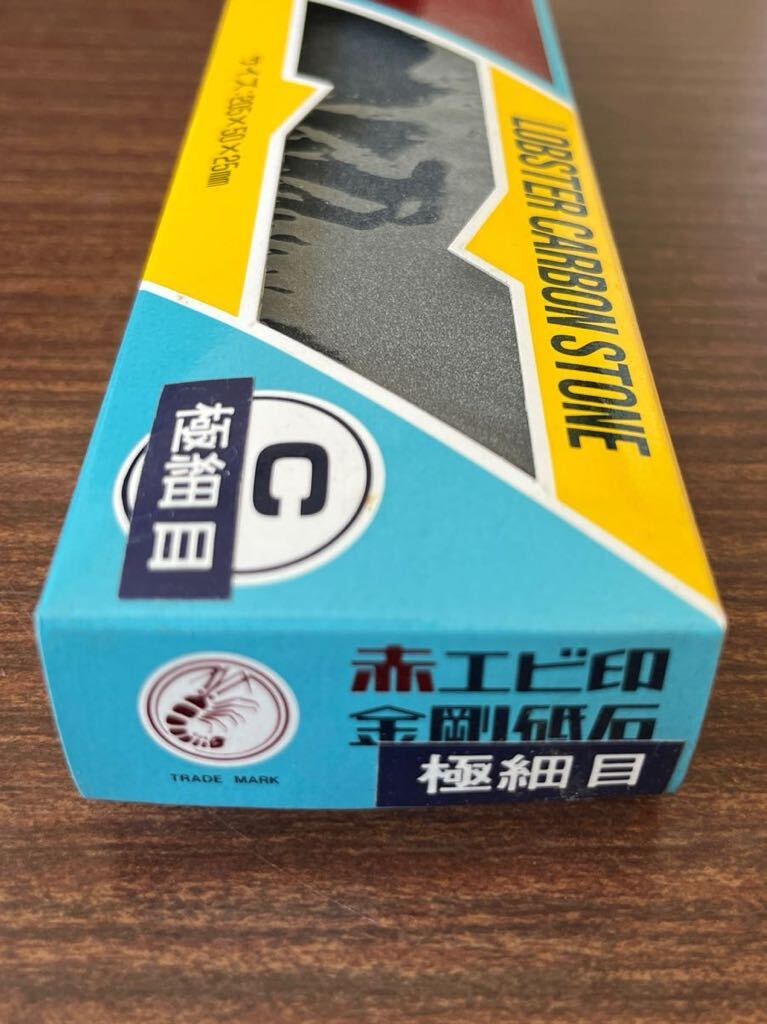 LOBSTER CARBON STONE
サイズ:205×50×25mm
C
極細目
赤エビ印
金剛砥石
極細目
TRADE MARK